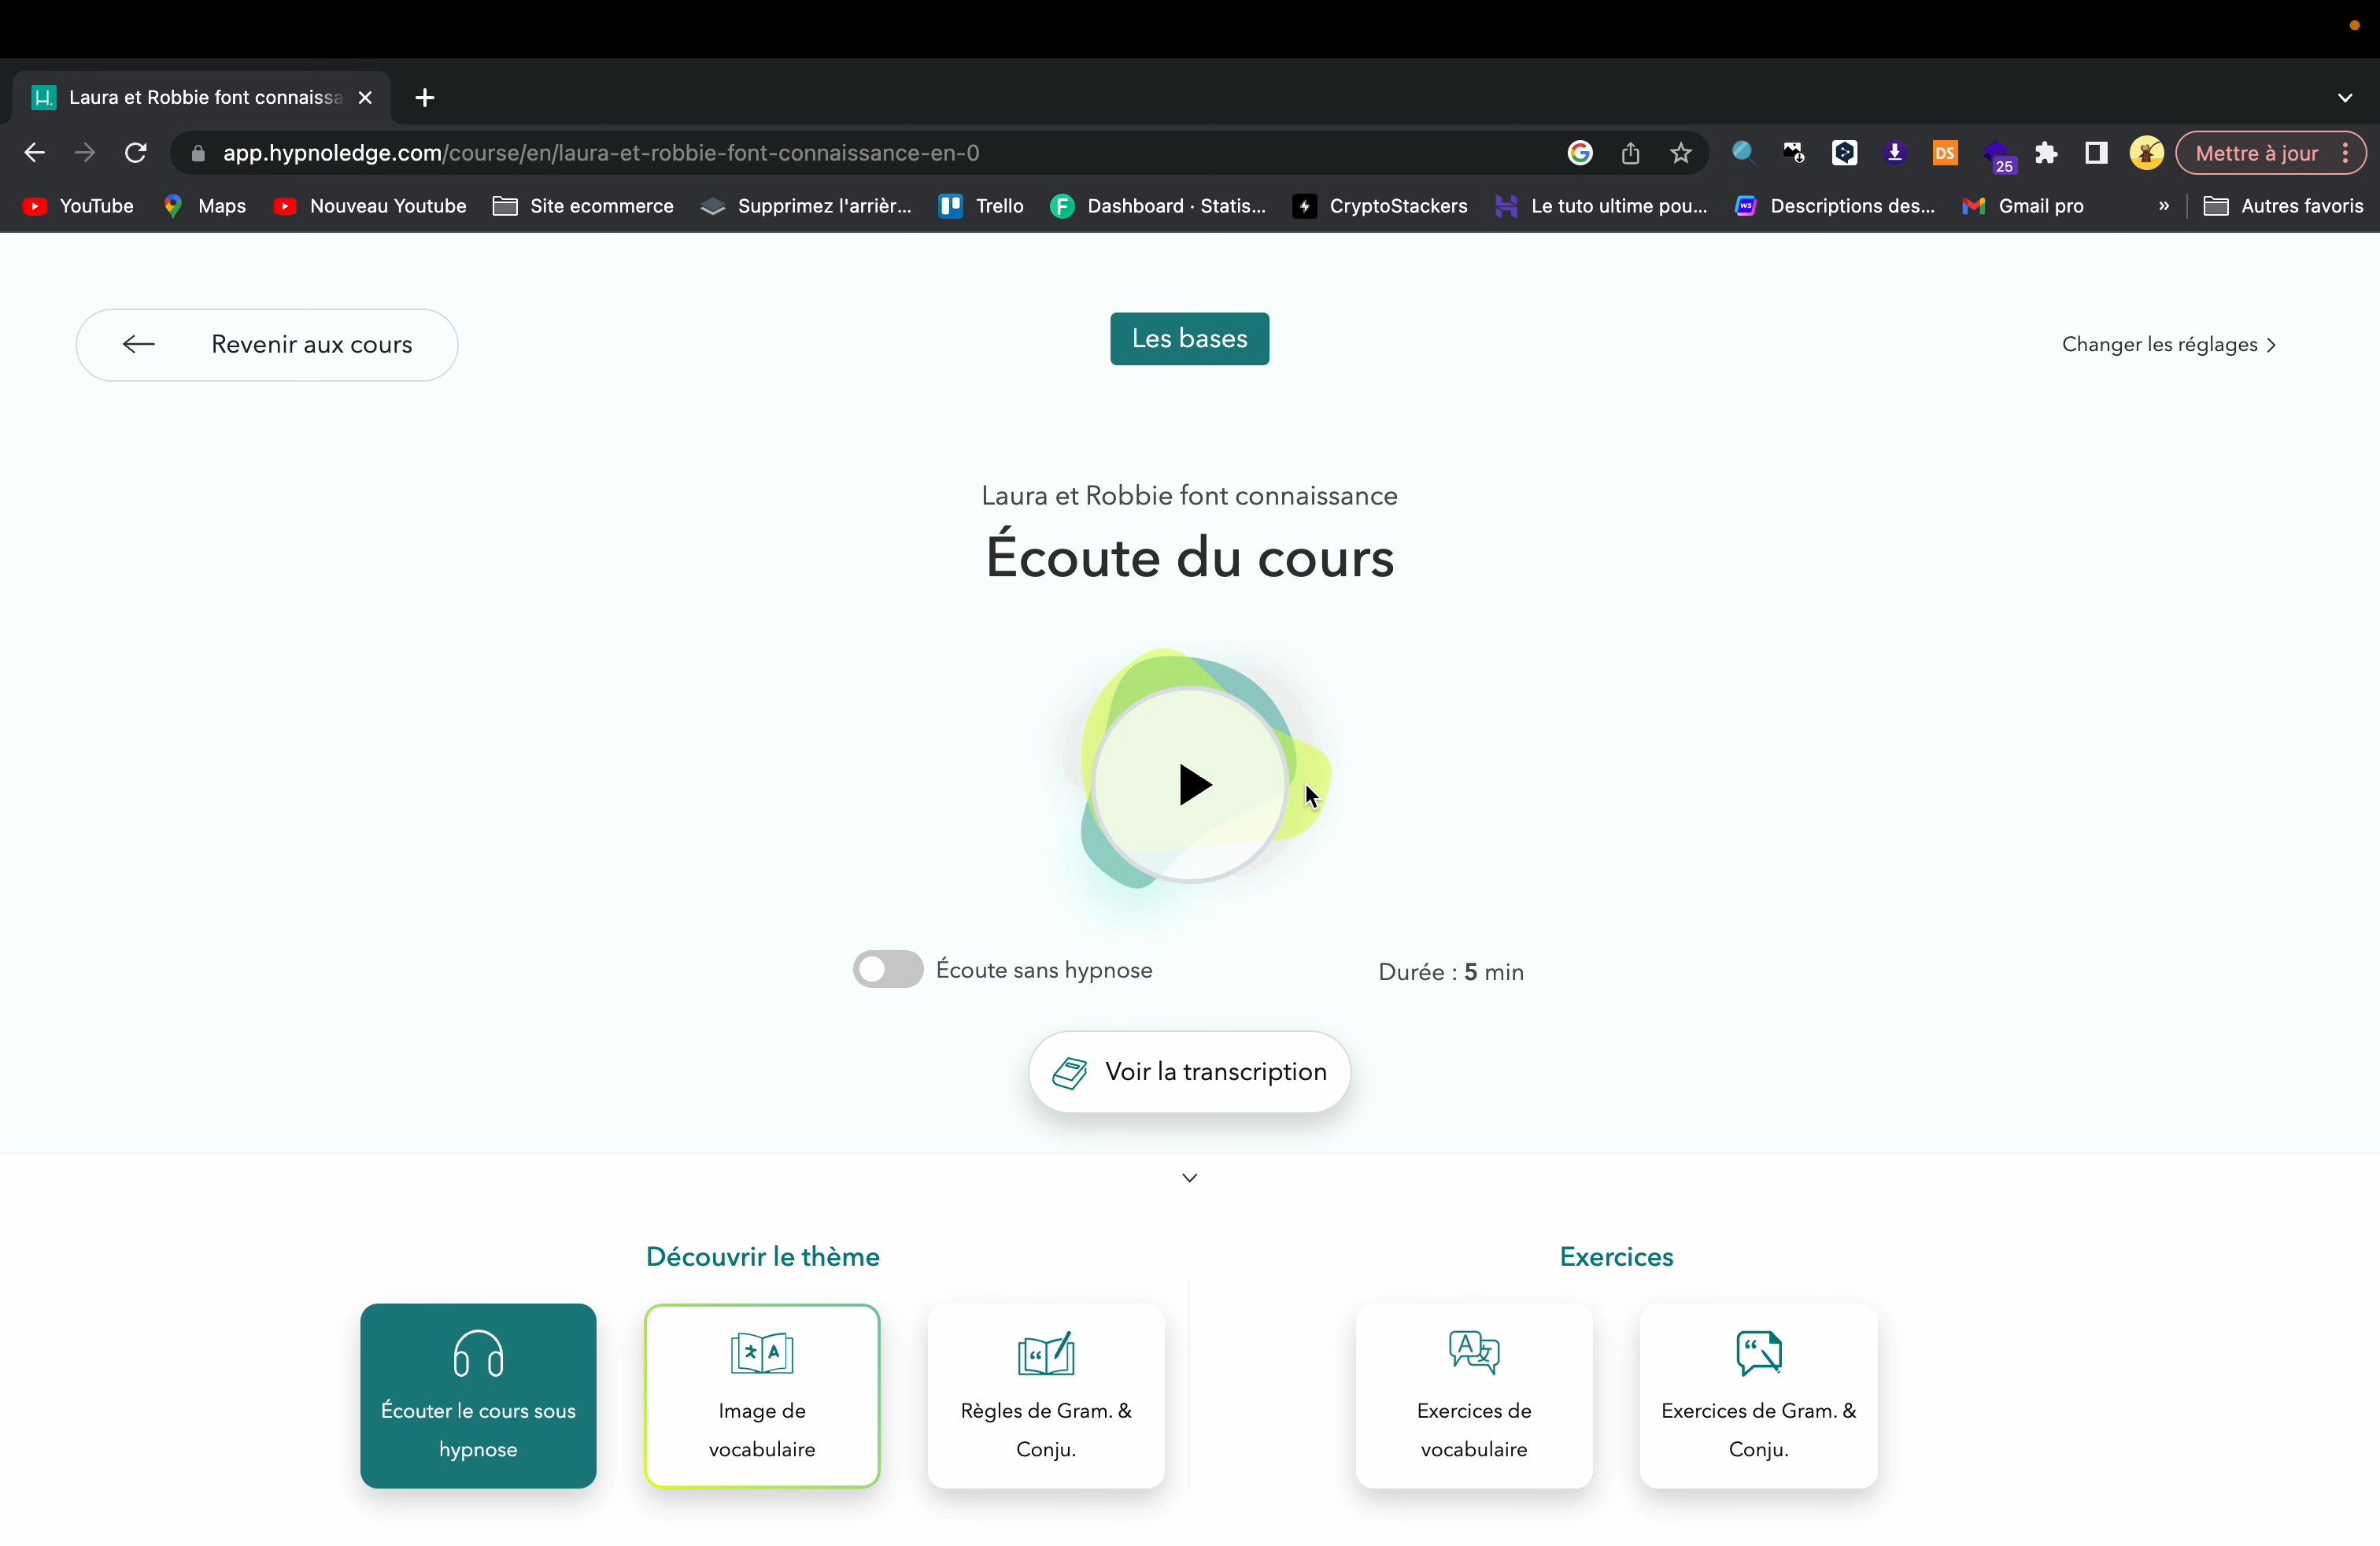 Laura et Robbie font connaissa
app.hypnoledge.com/course/en/laura-et-robbie-font-connaissance-en-0
DS
25
Mettre à jour
YouTube
Maps
Nouveau Youtube
Site ecommerce
Supprimez l'arrièr...
Trello
Dashboard · Statis...
CryptoStackers
Le tuto ultime pou...
Descriptions des...
Gmail pro
»
Autres favoris
Revenir aux cours
Les bases
Changer les réglages >
Laura et Robbie font connaissance
Écoute du cours
Écoute sans hypnose
Durée : 5 min
Voir la transcription
Découvrir le thème
Exercices
Écouter le cours sous
hypnose
Image de
vocabulaire
Règles de Gram. &
Conju.
Exercices de
vocabulaire
Exercices de Gram. &
Conju.